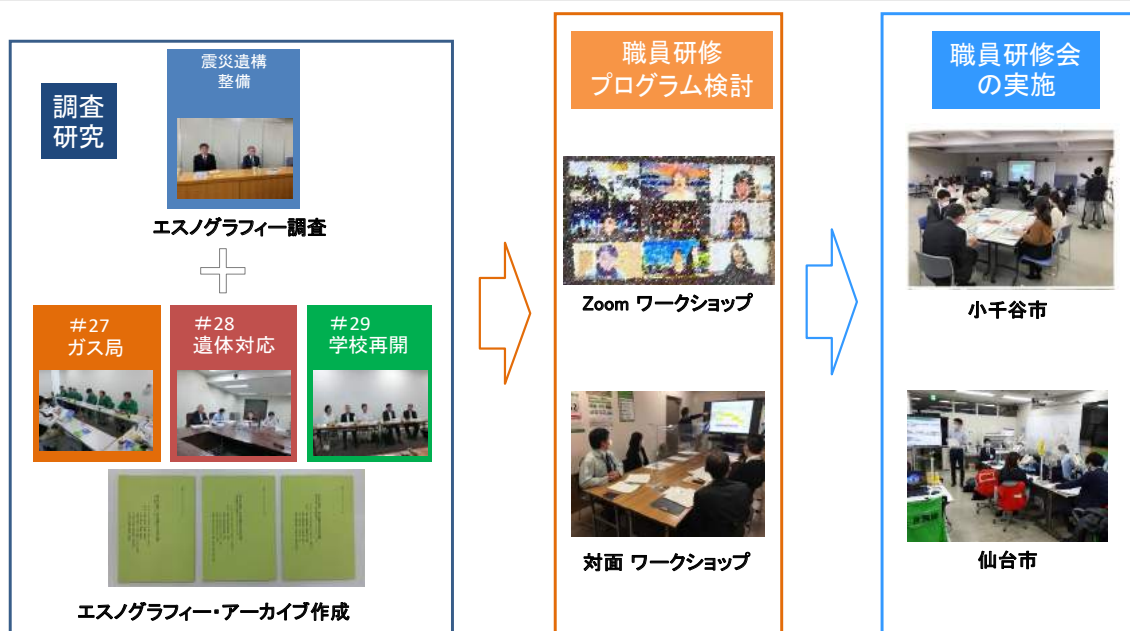 調査
研究
震災遺構
整備
エスノグラフィー調査
#27
ガス局
#28
遺体対応
#29
学校再開
エスノグラフィー・アーカイブ作成
職員研修
プログラム検討
Zoom ワークショップ
対面 ワークショップ
職員研修会
の実施
小千谷市
仙台市